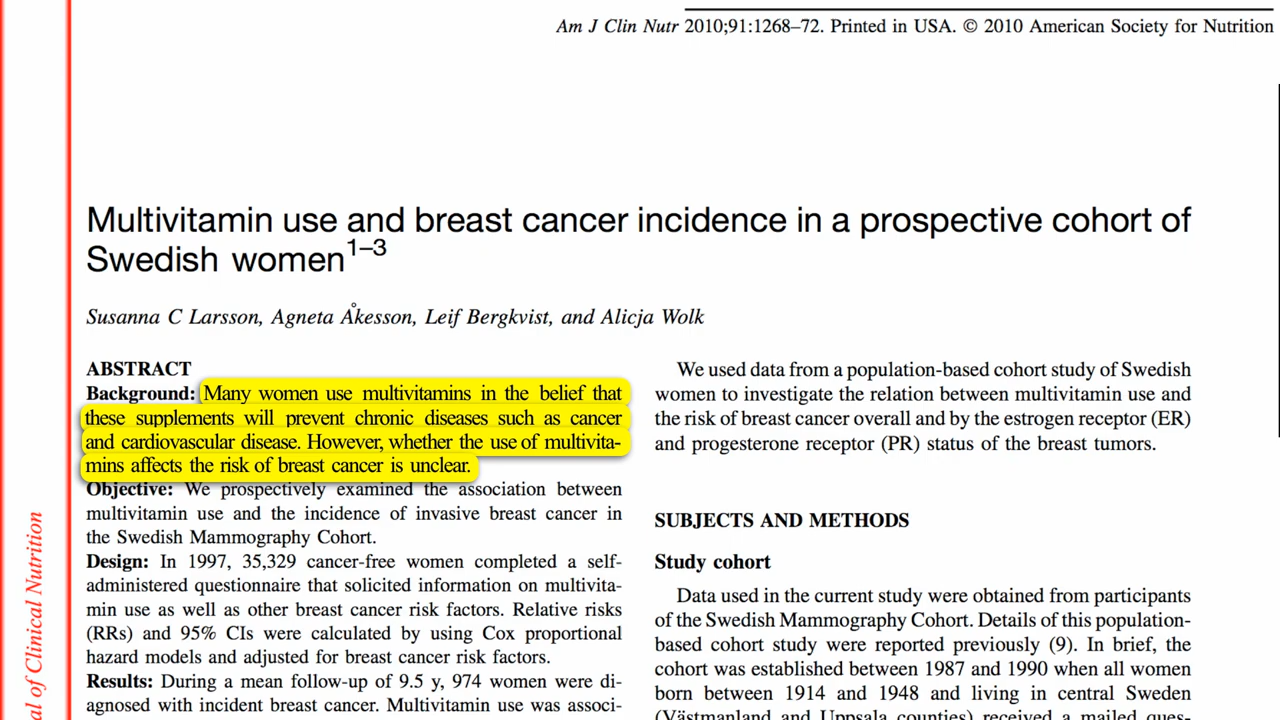 Am J Clin Nutr 2010;91:1268–72. Printed in USA. © 2010 American Society for Nutrition
Multivitamin use and breast cancer incidence in a prospective cohort of
Swedish women1–3
Susanna C Larsson, Agneta Åkesson, Leif Bergkvist, and Alicja Wolk
ABSTRACT
Background: Many women use multivitamins in the belief that
these supplements will prevent chronic diseases such as cancer
and cardiovascular disease. However, whether the use of multivita-
mins affects the risk of breast cancer is unclear.
Objective: We prospectively examined the association between
multivitamin use and the incidence of invasive breast cancer in
the Swedish Mammography Cohort.
Design: In 1997, 35,329 cancer-free women completed a self-
administered questionnaire that solicited information on multivita-
min use as well as other breast cancer risk factors. Relative risks
(RRs) and 95% CIs were calculated by using Cox proportional
hazard models and adjusted for breast cancer risk factors.
Results: During a mean follow-up of 9.5 y, 974 women were di-
agnosed with incident breast cancer. Multivitamin use was associ-
We used data from a population-based cohort study of Swedish
women to investigate the relation between multivitamin use and
the risk of breast cancer overall and by the estrogen receptor (ER)
and progesterone receptor (PR) status of the breast tumors.
SUBJECTS AND METHODS
Study cohort
Data used in the current study were obtained from participants
of the Swedish Mammography Cohort. Details of this population-
based cohort study were reported previously (9). In brief, the
cohort was established between 1987 and 1990 when all women
born between 1914 and 1948 and living in central Sweden
(Västmanland and Uppsala counties) received a mailed ques-
al of Clinical Nutrition